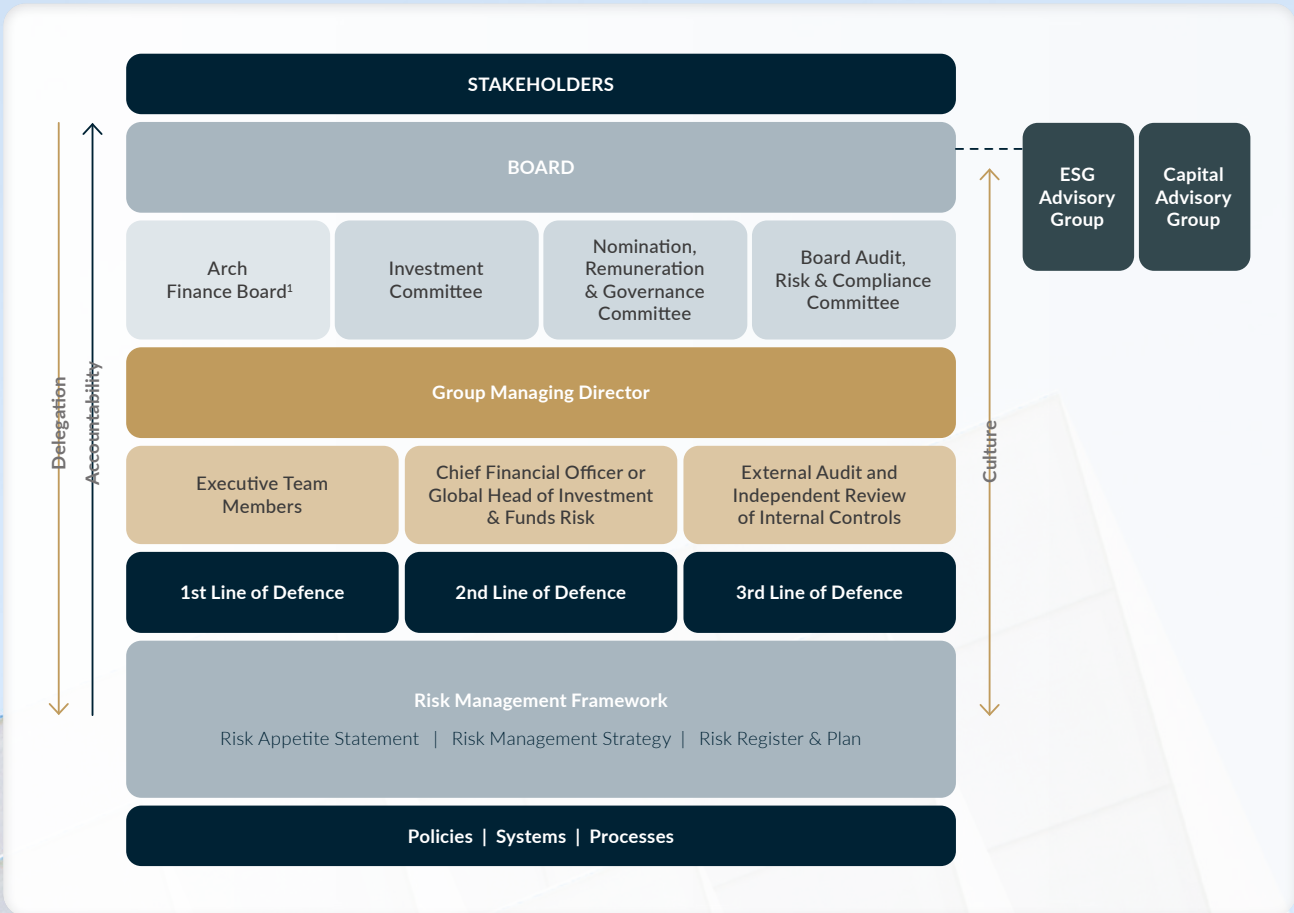 STAKEHOLDERS
BOARD
ESG
Advisory
Group
Capital
Advisory
Group
Arch
Finance Board¹
Investment
Committee
Nomination,
Remuneration
& Governance
Committee
Board Audit,
Risk & Compliance
Committee
Group Managing Director
Delegation
Accountability
Culture
Executive Team
Members
Chief Financial Officer or
Global Head of Investment
& Funds Risk
External Audit and
Independent Review
of Internal Controls
1st Line of Defence
2nd Line of Defence
3rd Line of Defence
Risk Management Framework
Risk Appetite Statement | Risk Management Strategy | Risk Register & Plan
Policies | Systems | Processes